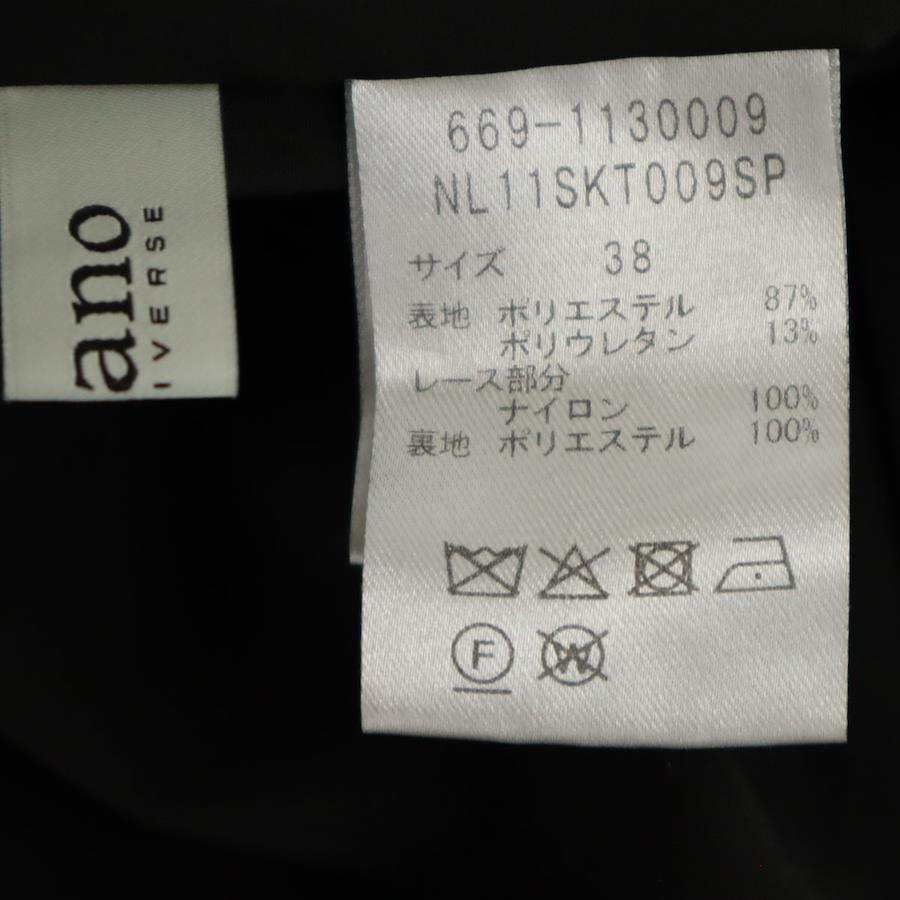 ano
IVERSE
669-1130009
NL11SKT009SP
サイズ 38
表地 ポリエステル 87%
ポリウレタン 13%
レース部分
ナイロン 100%
裏地 ポリエステル 100%
F W